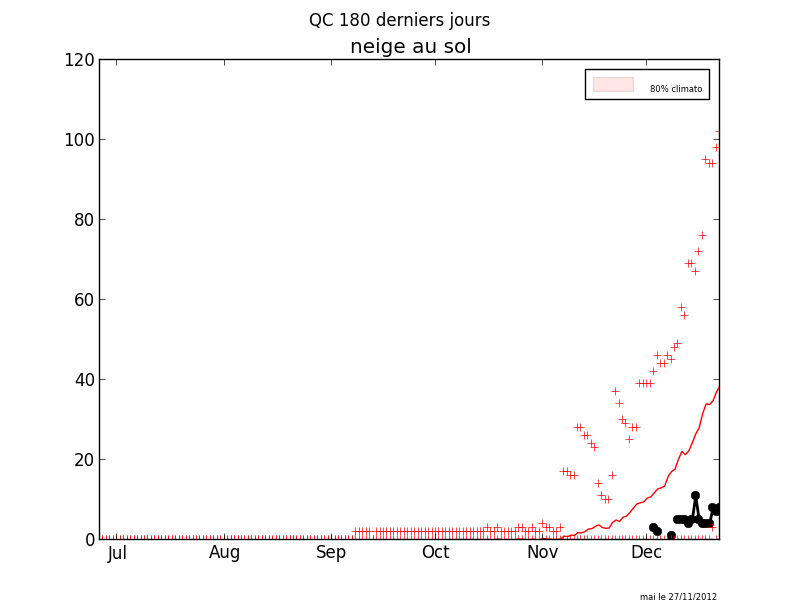 QC 180 derniers jours
neige au sol
80% climato
120
100
80
60
40
20
0
Jul Aug Sep Oct Nov Dec
mai le 27/11/2012